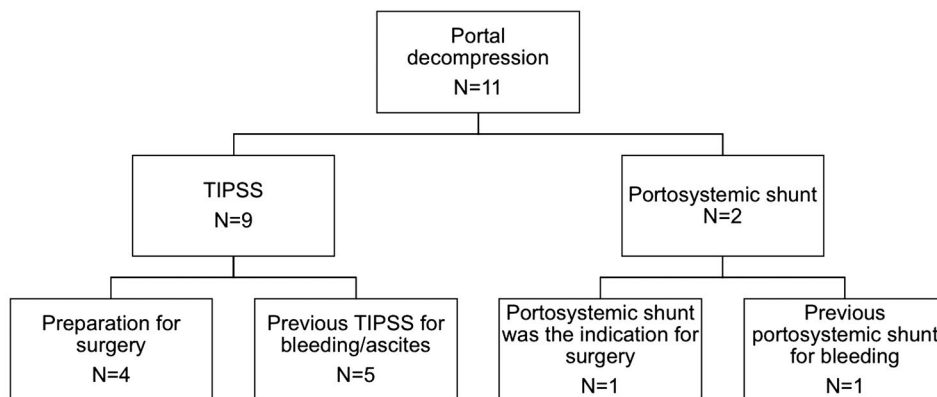 Portal
decompression
N=11
TIPSS
N=9
Portosystemic shunt
N=2
Preparation for
surgery
N=4
Previous TIPSS for
bleeding/ascites
N=5
Portosystemic shunt
was the indication for
surgery
N=1
Previous
portosystemic shunt
for bleeding
N=1